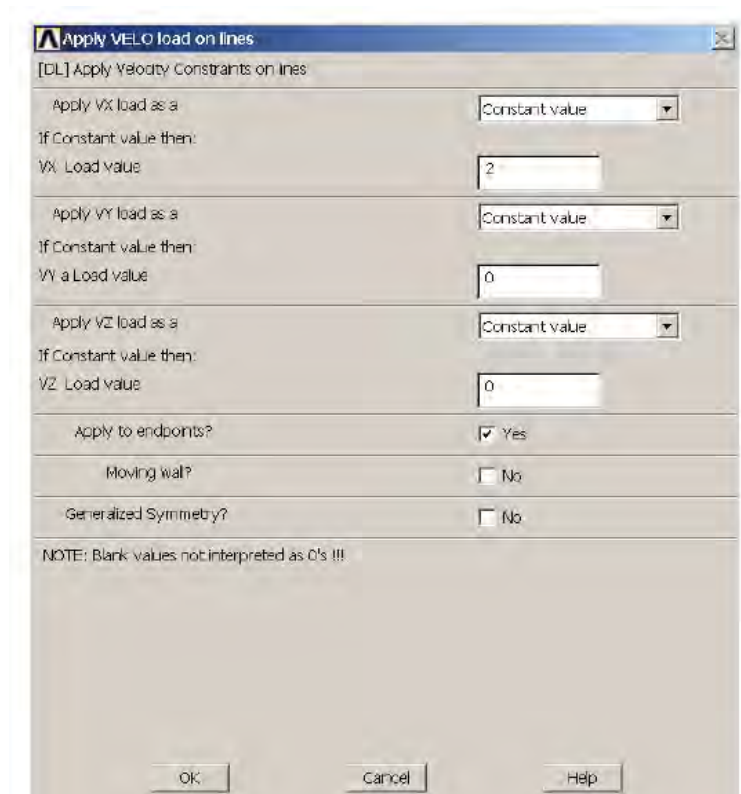 Apply VELO load on lines
[DL] Apply Velocity Constraints on lines
Apply VX load as a Constant value
If Constant value then:
VX Load value 2
Apply VY load as a Constant value
If Constant value then:
VY a Load value 0
Apply VZ load as a Constant value
If Constant value then:
VZ Load value 0
Apply to endpoints? Yes
Moving wall? No
Generalized Symmetry? No
NOTE: Blank values not interpreted as 0's !!!
OK Cancel Help